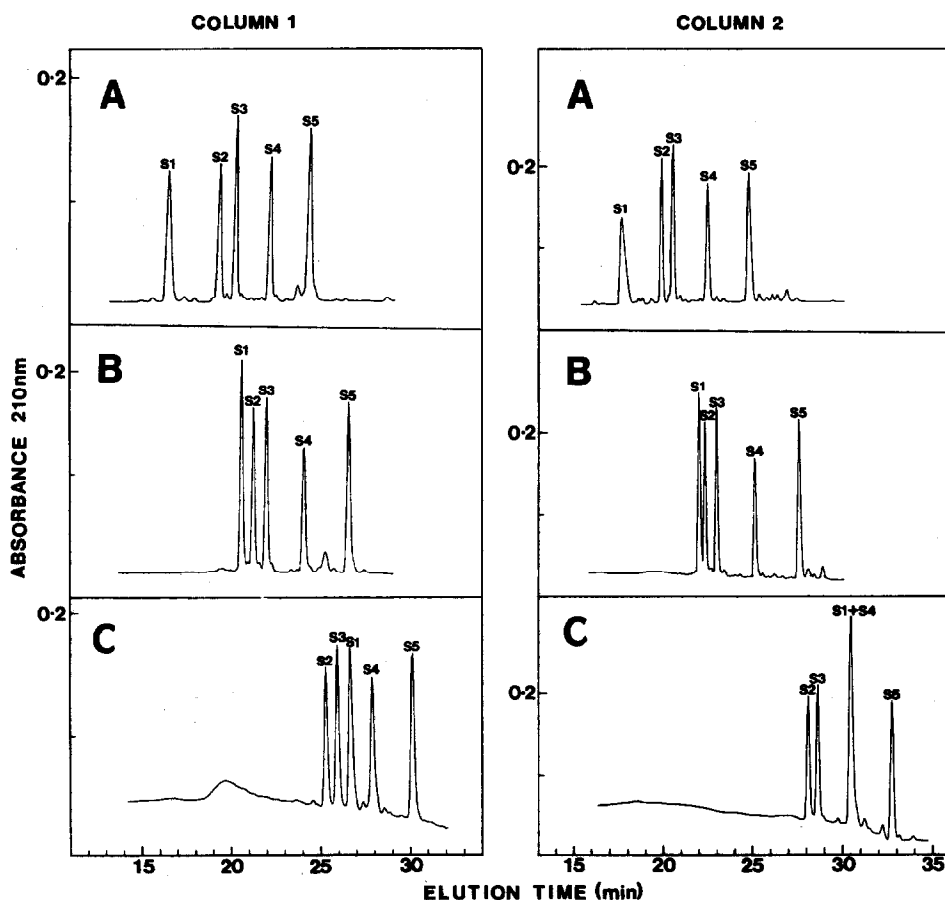 COLUMN 1
COLUMN 2
A
0·2
S1
S2
S3
S4
S5
A
0·2
S1
S2
S3
S4
S5
B
0·2
S1
S2
S3
S4
S5
B
0·2
S1
S2
S3
S4
S5
C
0·2
S2
S3
S1
S4
S5
C
0·2
S2
S3
S1+S4
S5
ABSORBANCE 210nm
15 20 25 30
15 20 25 30 35
ELUTION TIME (min)